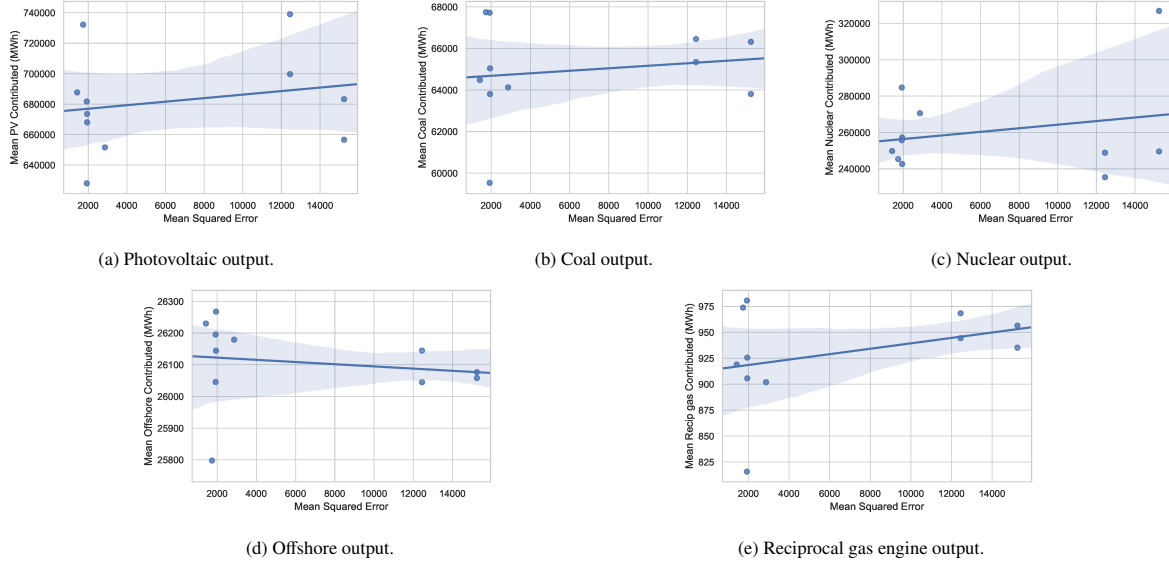 Mean PV Contributed (MWh)
740000
720000
700000
680000
660000
640000
2000 4000 6000 8000 10000 12000 14000
Mean Squared Error
(a) Photovoltaic output.
Mean Coal Contributed (MWh)
68000
66000
64000
62000
60000
2000 4000 6000 8000 10000 12000 14000
Mean Squared Error
(b) Coal output.
Mean Nuclear Contributed (MWh)
320000
300000
280000
260000
240000
2000 4000 6000 8000 10000 12000 14000
Mean Squared Error
(c) Nuclear output.
Mean Offshore Contributed (MWh)
26300
26200
26100
26000
25900
25800
2000 4000 6000 8000 10000 12000 14000
Mean Squared Error
(d) Offshore output.
Mean Recip gas Contributed (MWh)
975
950
925
900
875
850
825
2000 4000 6000 8000 10000 12000 14000
Mean Squared Error
(e) Reciprocal gas engine output.